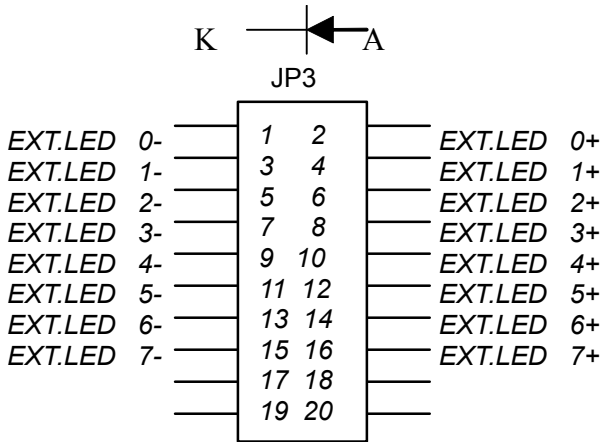 K A
JP3
EXT.LED 0- 1 2 EXT.LED 0+
EXT.LED 1- 3 4 EXT.LED 1+
EXT.LED 2- 5 6 EXT.LED 2+
EXT.LED 3- 7 8 EXT.LED 3+
EXT.LED 4- 9 10 EXT.LED 4+
EXT.LED 5- 11 12 EXT.LED 5+
EXT.LED 6- 13 14 EXT.LED 6+
EXT.LED 7- 15 16 EXT.LED 7+
17 18
19 20